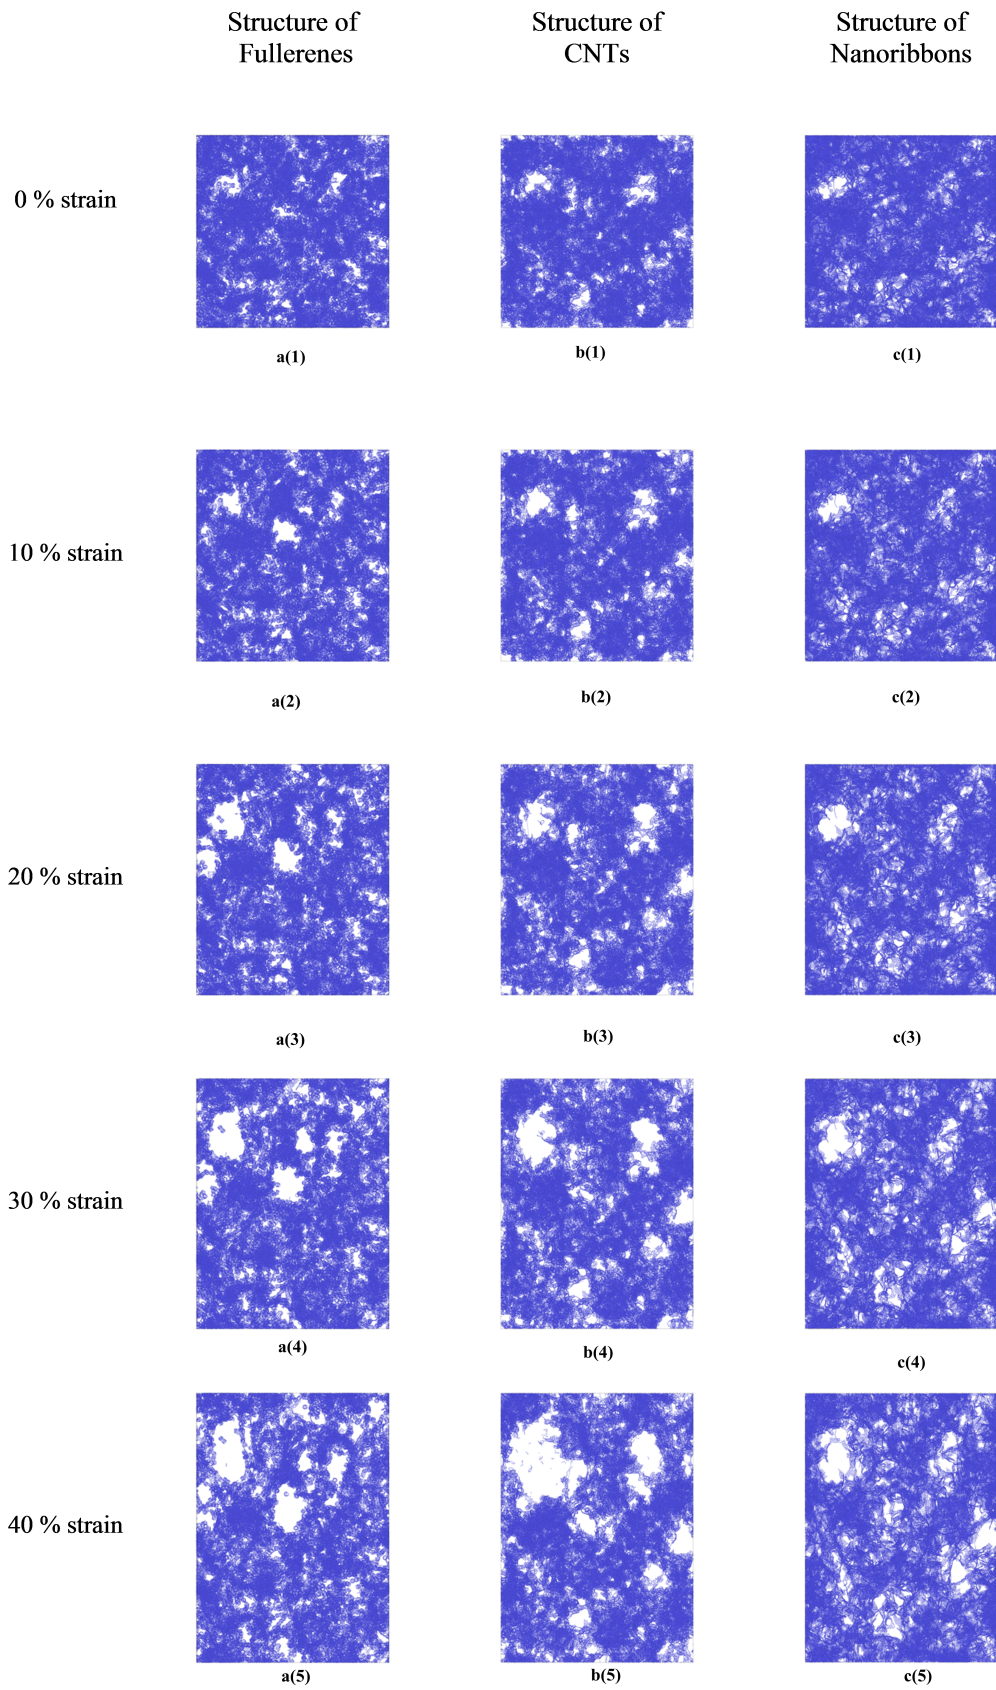 Structure of
Fullerenes
Structure of
CNTs
Structure of
Nanoribbons
0 % strain
a(1)
b(1)
c(1)
10 % strain
a(2)
b(2)
c(2)
20 % strain
a(3)
b(3)
c(3)
30 % strain
a(4)
b(4)
c(4)
40 % strain
a(5)
b(5)
c(5)